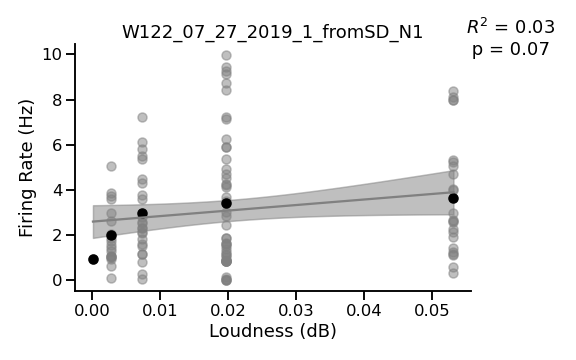 W122_07_27_2019_1_fromSD_N1
R² = 0.03
p = 0.07
Firing Rate (Hz)
10
8
6
4
2
0
0.00 0.01 0.02 0.03 0.04 0.05
Loudness (dB)